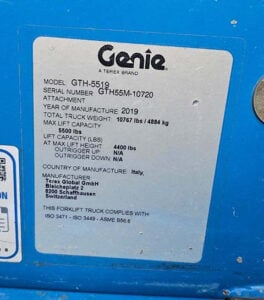 Genie
A TEREX BRAND
MODEL GTH-5519
SERIAL NUMBER GTH55M-10720
ATTACHMENT
YEAR OF MANUFACTURE 2019
TOTAL TRUCK WEIGHT 10767 lbs / 4884 kg
MAX LIFT CAPACITY
5500 lbs
LIFT CAPACITY (LBS)
AT MAX LIFT HEIGHT 4400 lbs
OUTRIGGER UP N/A
OUTRIGGER DOWN N/A
COUNTRY OF MANUFACTURE Italy,
MANUFACTURER
Terex Global GmbH
Bleicheplatz 2
8200 Schaffhausen
Switzerland
THIS FORKLIFT TRUCK COMPLIES WITH
ISO 3471 - ISO 3449 - ASME B56.6